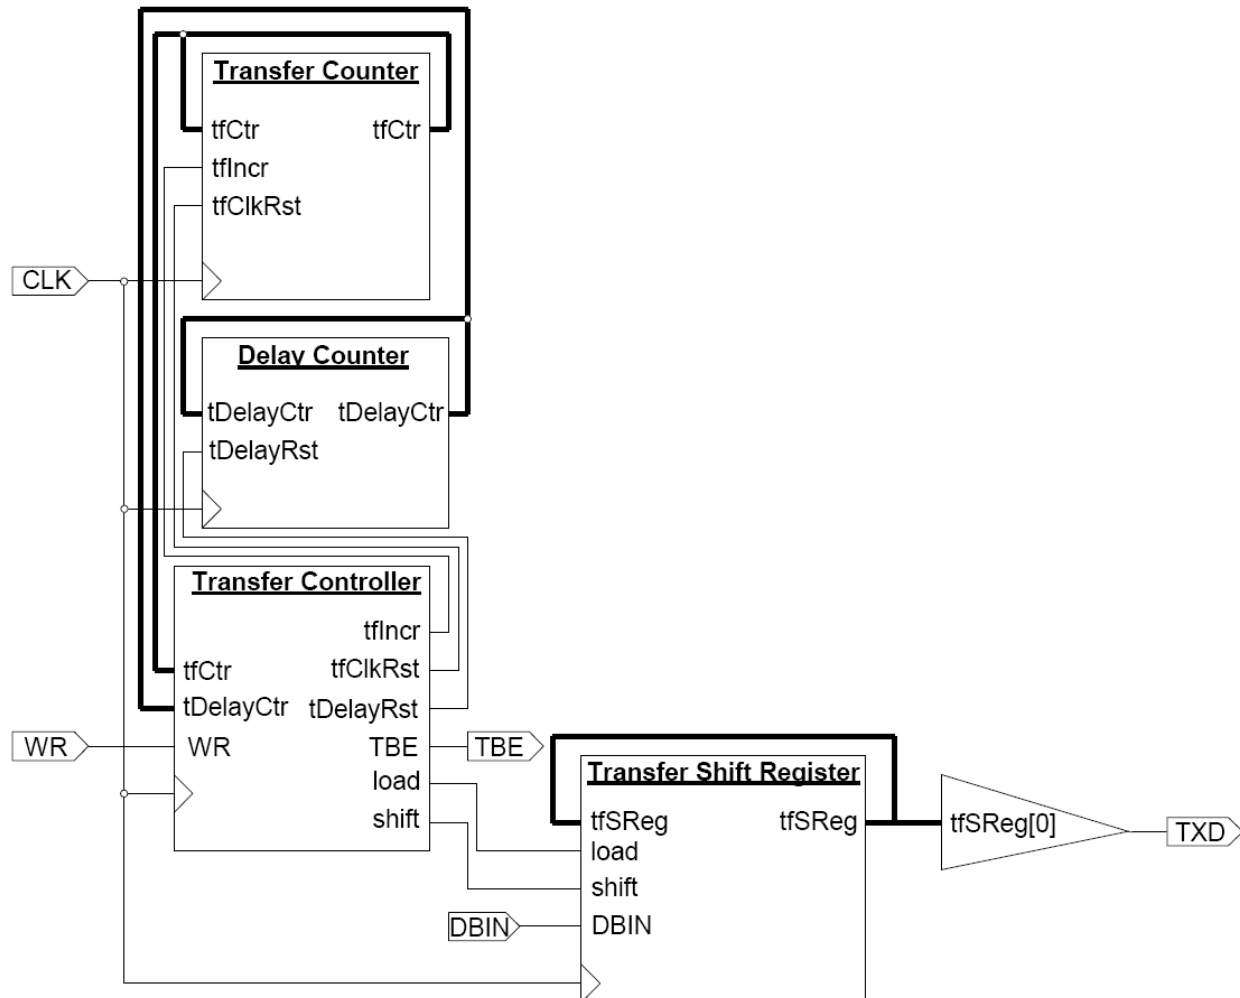 Transfer Counter
tfCtr tfCtr
tfIncr
tfClkRst
CLK
Delay Counter
tDelayCtr tDelayCtr
tDelayRst
Transfer Controller
tfIncr
tfCtr tfClkRst
tDelayCtr tDelayRst
WR WR TBE TBE
load
shift
Transfer Shift Register
tfSReg tfSReg tfSReg[0] TXD
load
shift
DBIN DBIN